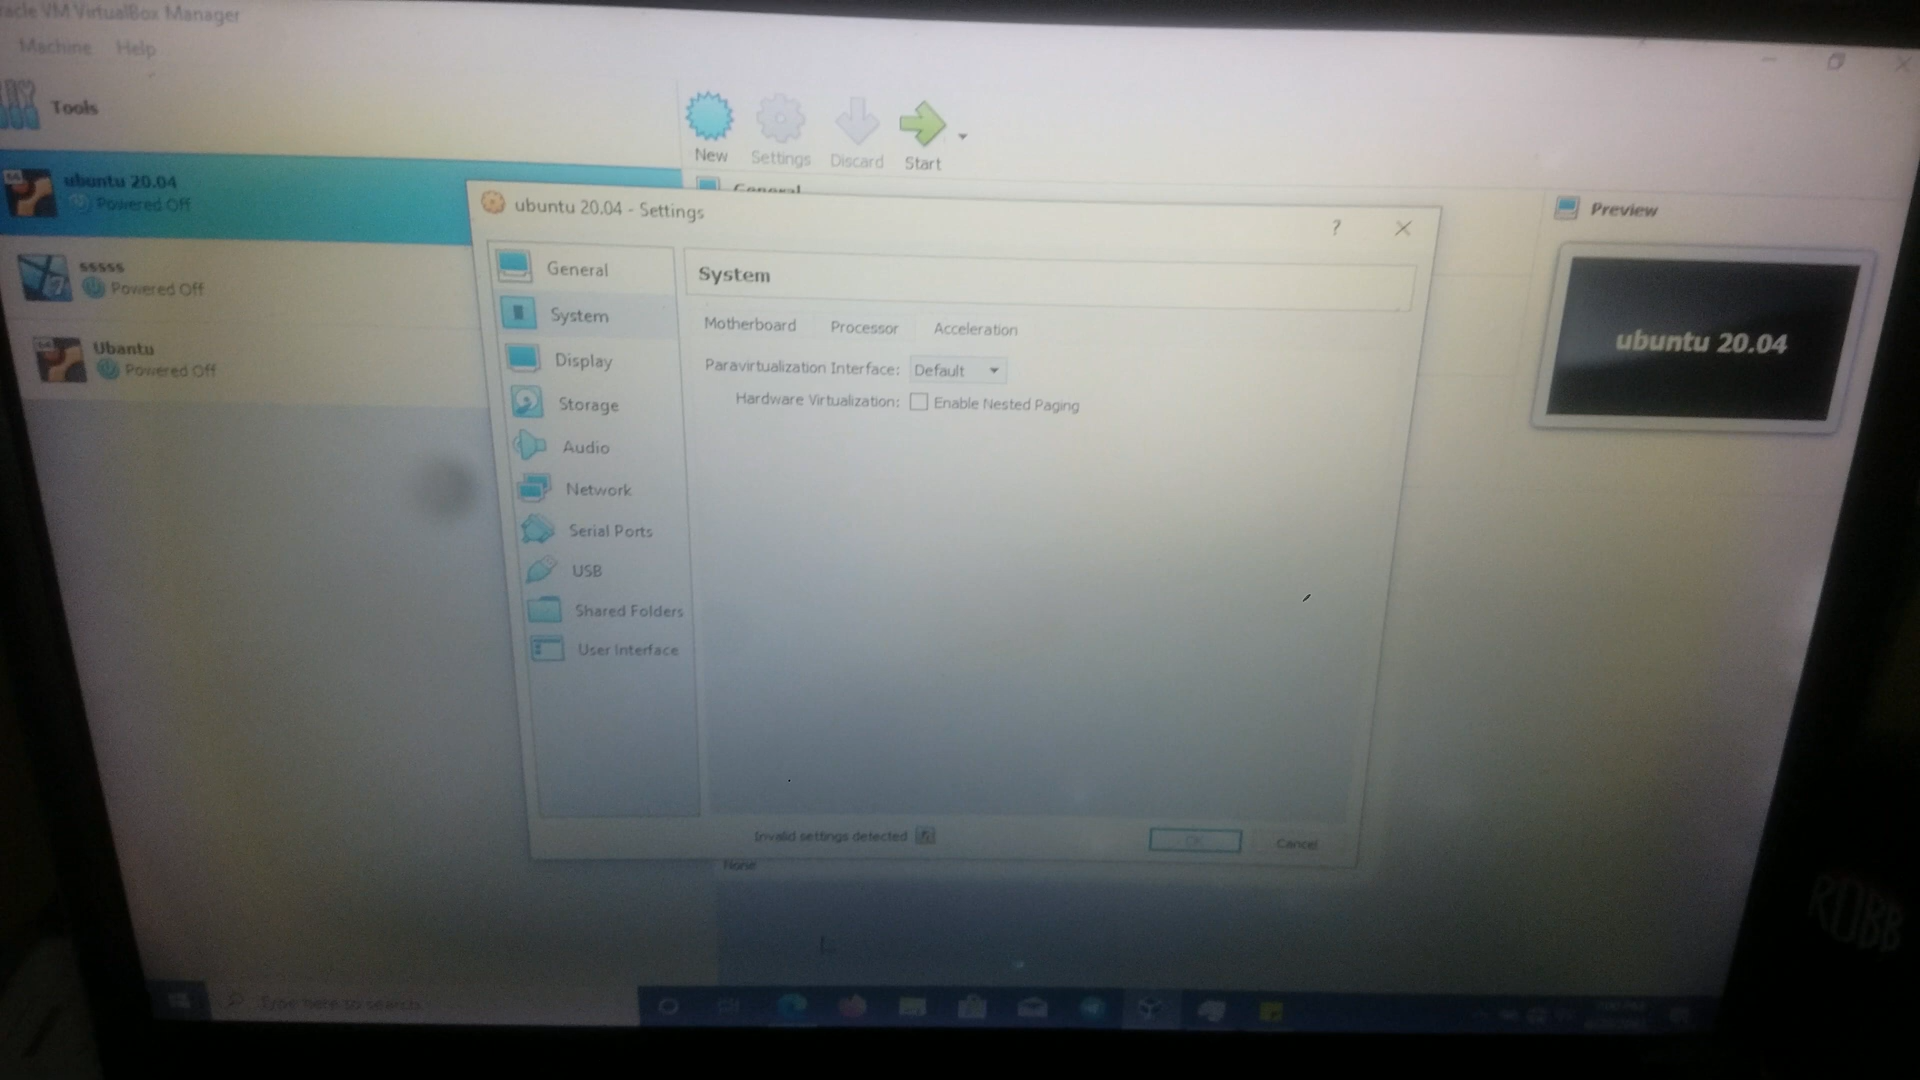 acle VM VirtualBox Manager
Machine Help
Tools
New Settings Discard Start
ubuntu 20.04
Powered Off
sssss
Powered Off
Ubantu
Powered Off
General
Preview
ubuntu 20.04
ubuntu 20.04 - Settings
?
General
System
Display
Storage
Audio
Network
Serial Ports
USB
Shared Folders
User Interface
System
Motherboard Processor Acceleration
Paravirtualization Interface: Default
Hardware Virtualization: Enable Nested Paging
Invalid settings detected
Cancel
None
Type here to search
ROBB